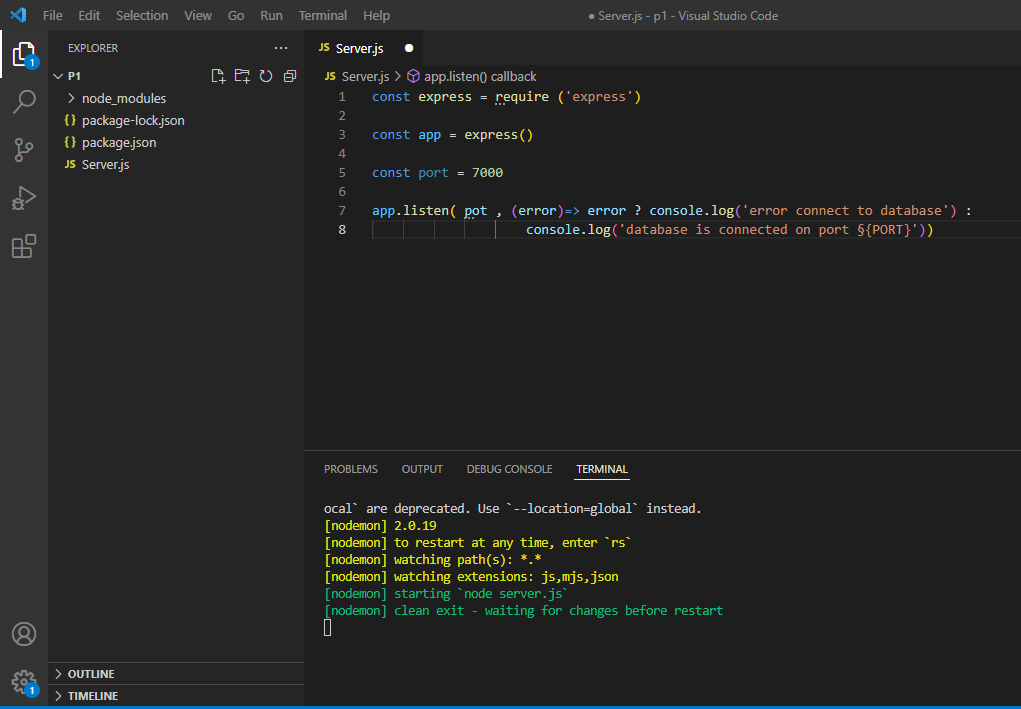 File Edit Selection View Go Run Terminal Help ● Server.js - p1 - Visual Studio Code
EXPLORER ···
P1
node_modules
{} package-lock.json
{} package.json
JS Server.js
1
1
JS Server.js ●
JS Server.js > app.listen() callback
1 const express = require ('express')
2
3 const app = express()
4
5 const port = 7000
6
7 app.listen( pot , (error)=> error ? console.log('error connect to database') :
8 console.log('database is connected on port §{PORT}'))
PROBLEMS OUTPUT DEBUG CONSOLE TERMINAL
ocal` are deprecated. Use `--location=global` instead.
[nodemon] 2.0.19
[nodemon] to restart at any time, enter `rs`
[nodemon] watching path(s): *.*
[nodemon] watching extensions: js,mjs,json
[nodemon] starting `node server.js`
[nodemon] clean exit - waiting for changes before restart
OUTLINE
TIMELINE